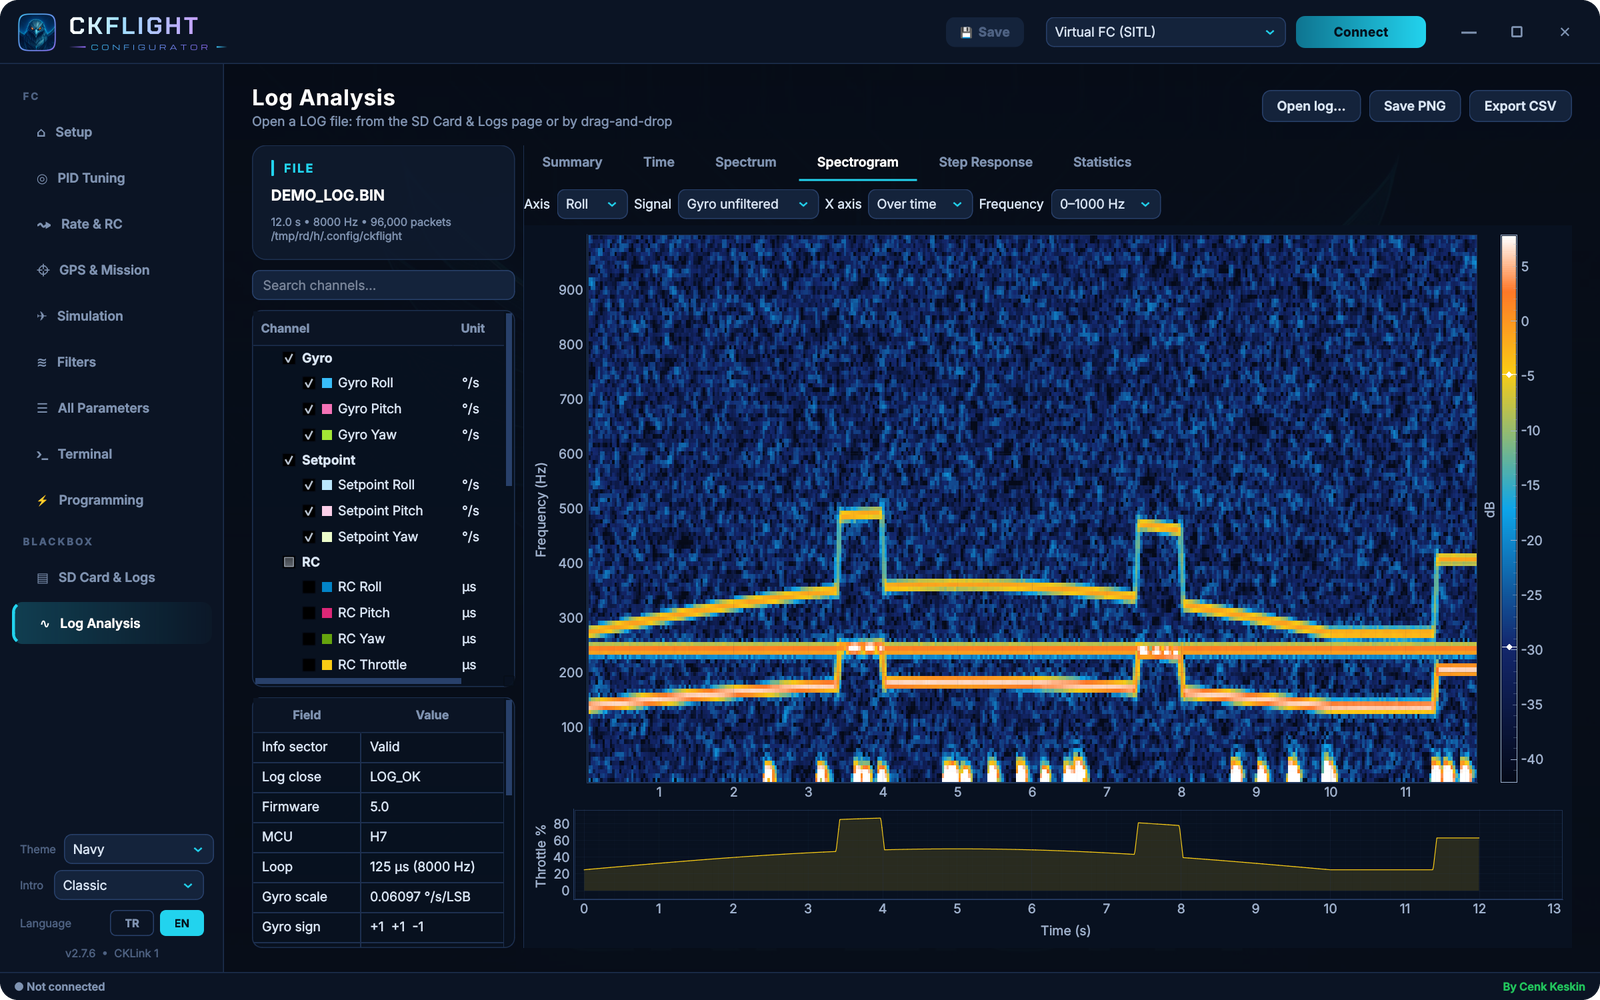 CKFLIGHT
CONFIGURATOR
Save
Virtual FC (SITL)
Connect
FC
Setup
PID Tuning
Rate & RC
GPS & Mission
Simulation
Filters
All Parameters
Terminal
Programming
BLACKBOX
SD Card & Logs
Log Analysis
Theme Navy
Intro Classic
Language TR EN
v2.7.6 • CKLink 1
Log Analysis
Open a LOG file: from the SD Card & Logs page or by drag-and-drop
Open log...
Save PNG
Export CSV
FILE
DEMO_LOG.BIN
12.0 s • 8000 Hz • 96,000 packets
/tmp/rd/h/.config/ckflight
Search channels...
Channel Unit
Gyro
Gyro Roll °/s
Gyro Pitch °/s
Gyro Yaw °/s
Setpoint
Setpoint Roll °/s
Setpoint Pitch °/s
Setpoint Yaw °/s
RC
RC Roll µs
RC Pitch µs
RC Yaw µs
RC Throttle µs
Field Value
Info sector Valid
Log close LOG_OK
Firmware 5.0
MCU H7
Loop 125 µs (8000 Hz)
Gyro scale 0.06097 °/s/LSB
Gyro sign +1 +1 -1
Summary Time Spectrum Spectrogram Step Response Statistics
Axis Roll Signal Gyro unfiltered X axis Over time Frequency 0–1000 Hz
Frequency (Hz)
900
800
700
600
500
400
300
200
100
1 2 3 4 5 6 7 8 9 10 11
5
0
-5
-10
-15
-20
-25
-30
-35
-40
dB
Throttle %
80
60
40
20
0
0 1 2 3 4 5 6 7 8 9 10 11 12 13
Time (s)
Not connected
By Cenk Keskin